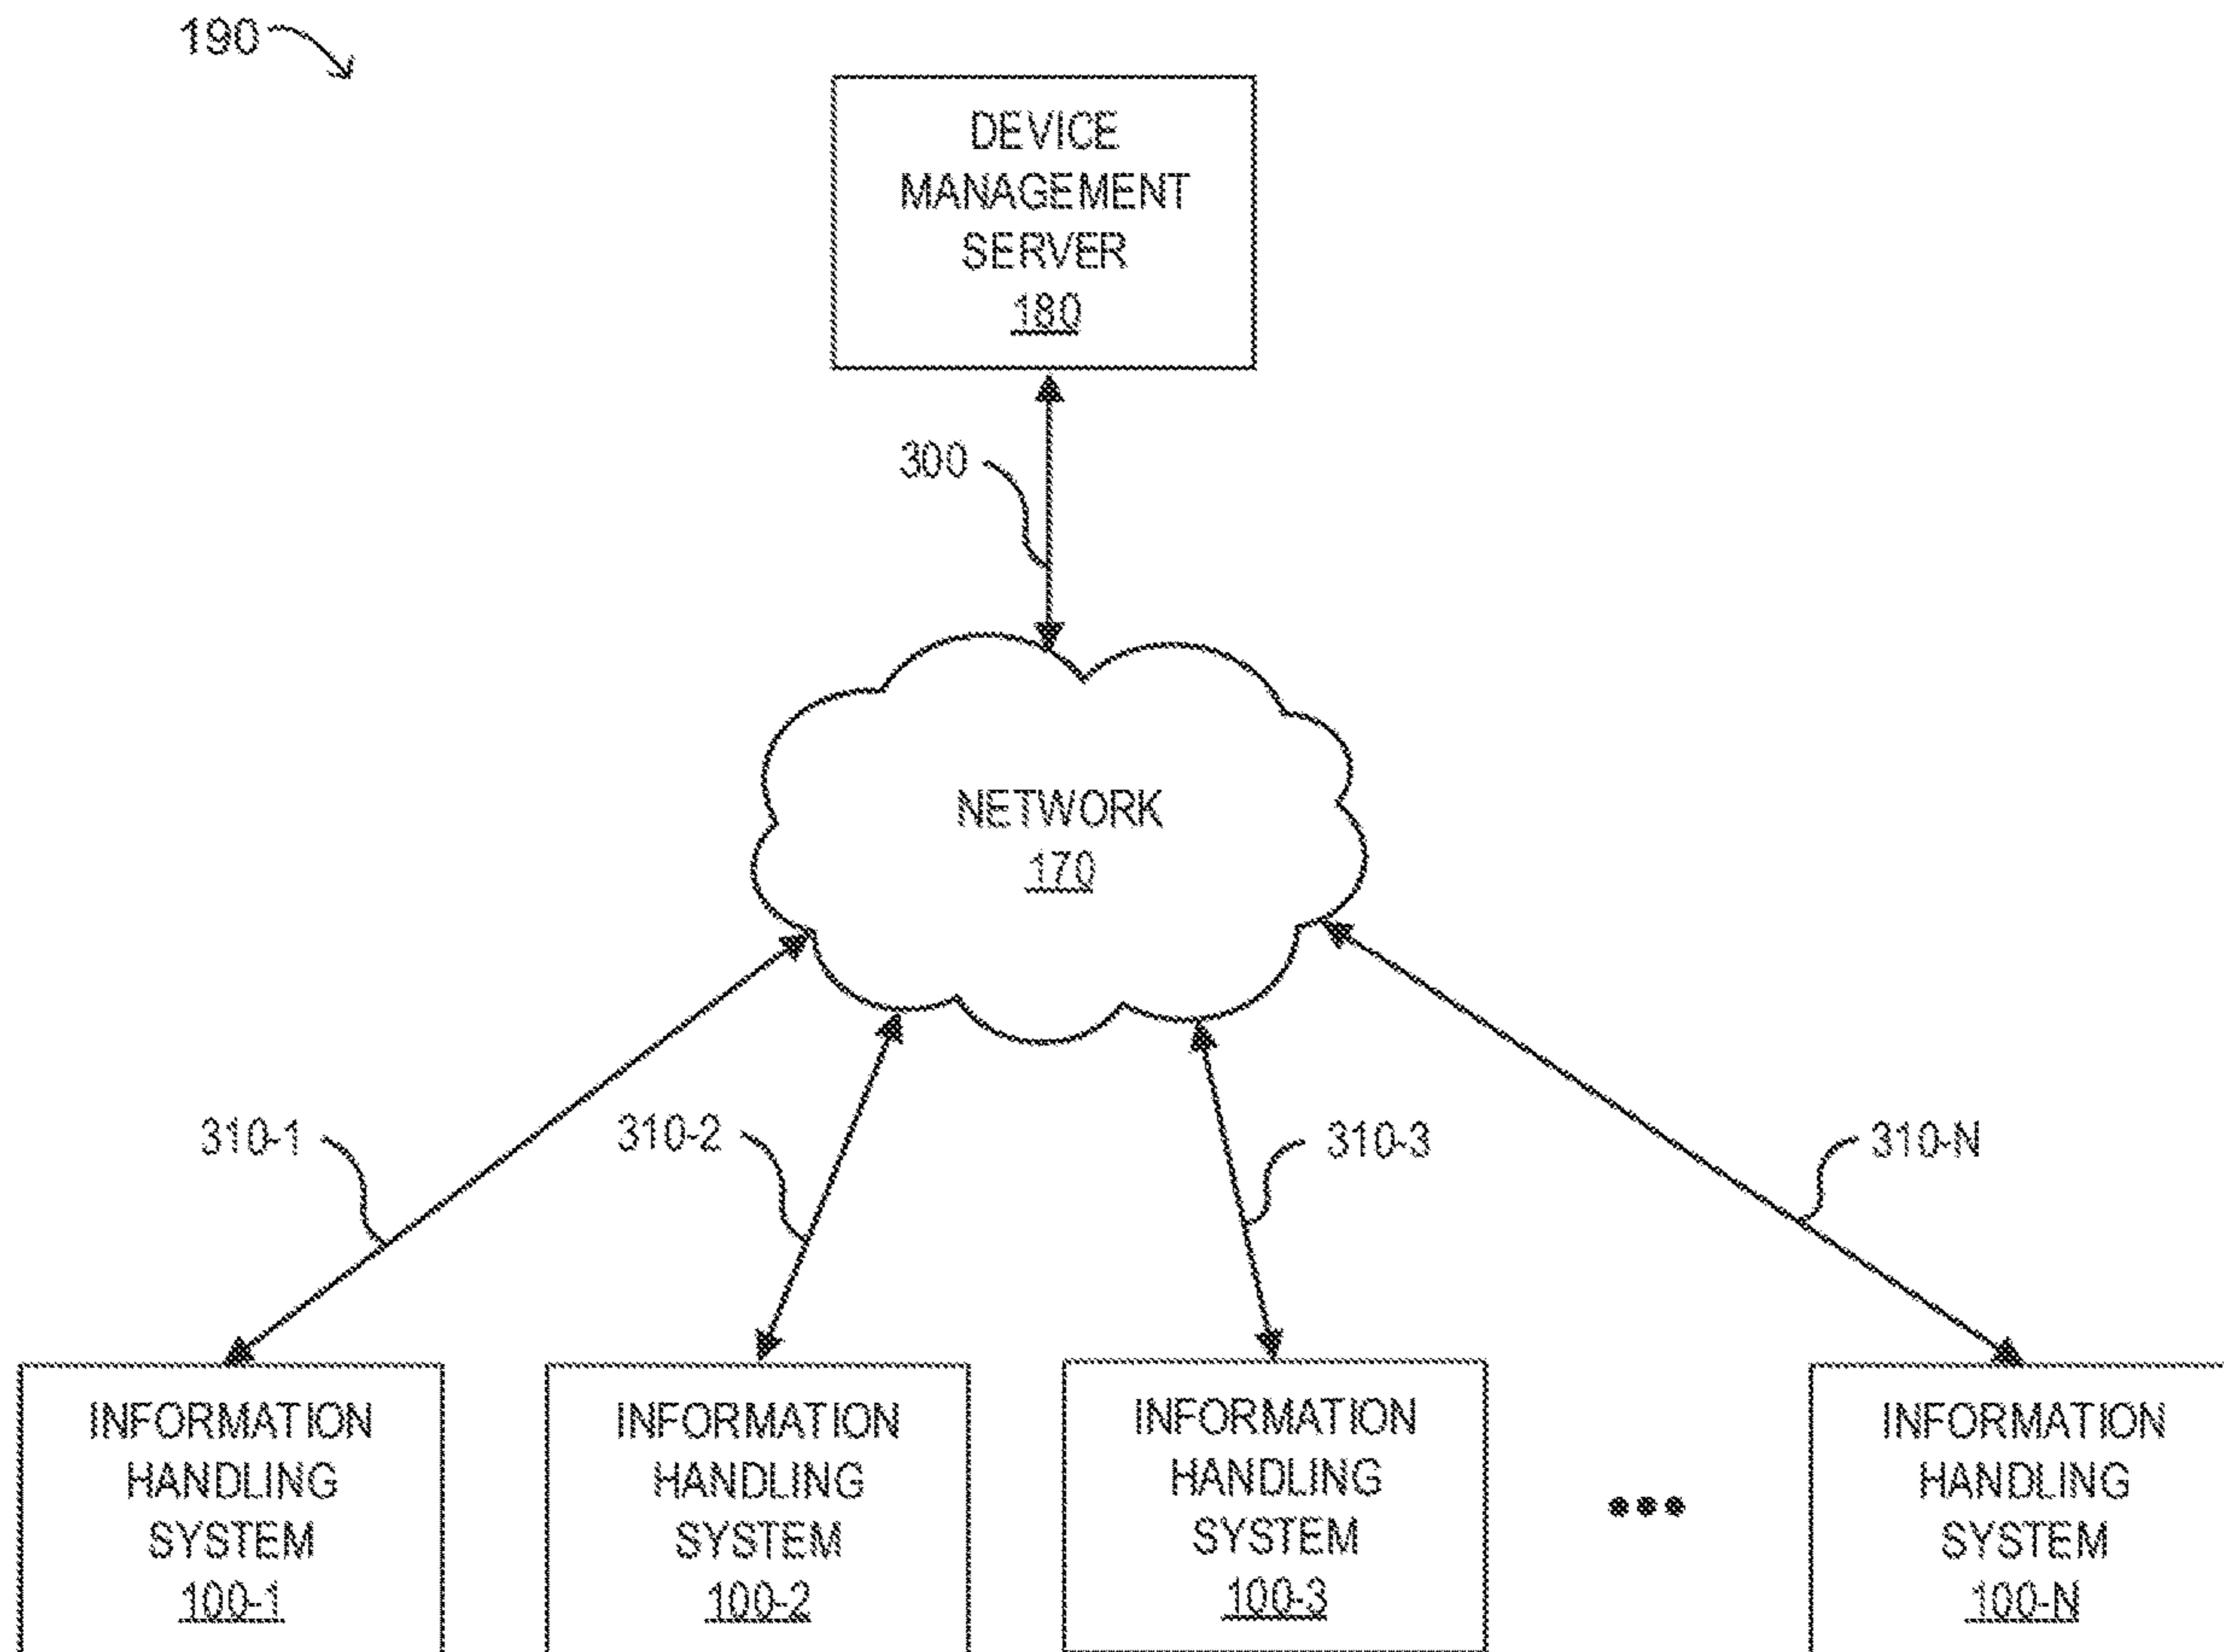 190
DEVICE
MANAGEMENT
SERVER
180
300
NETWORK
170
310-1
310-2
310-3
310-N
INFORMATION
HANDLING
SYSTEM
100-1
INFORMATION
HANDLING
SYSTEM
100-2
INFORMATION
HANDLING
SYSTEM
100-3
INFORMATION
HANDLING
SYSTEM
100-N